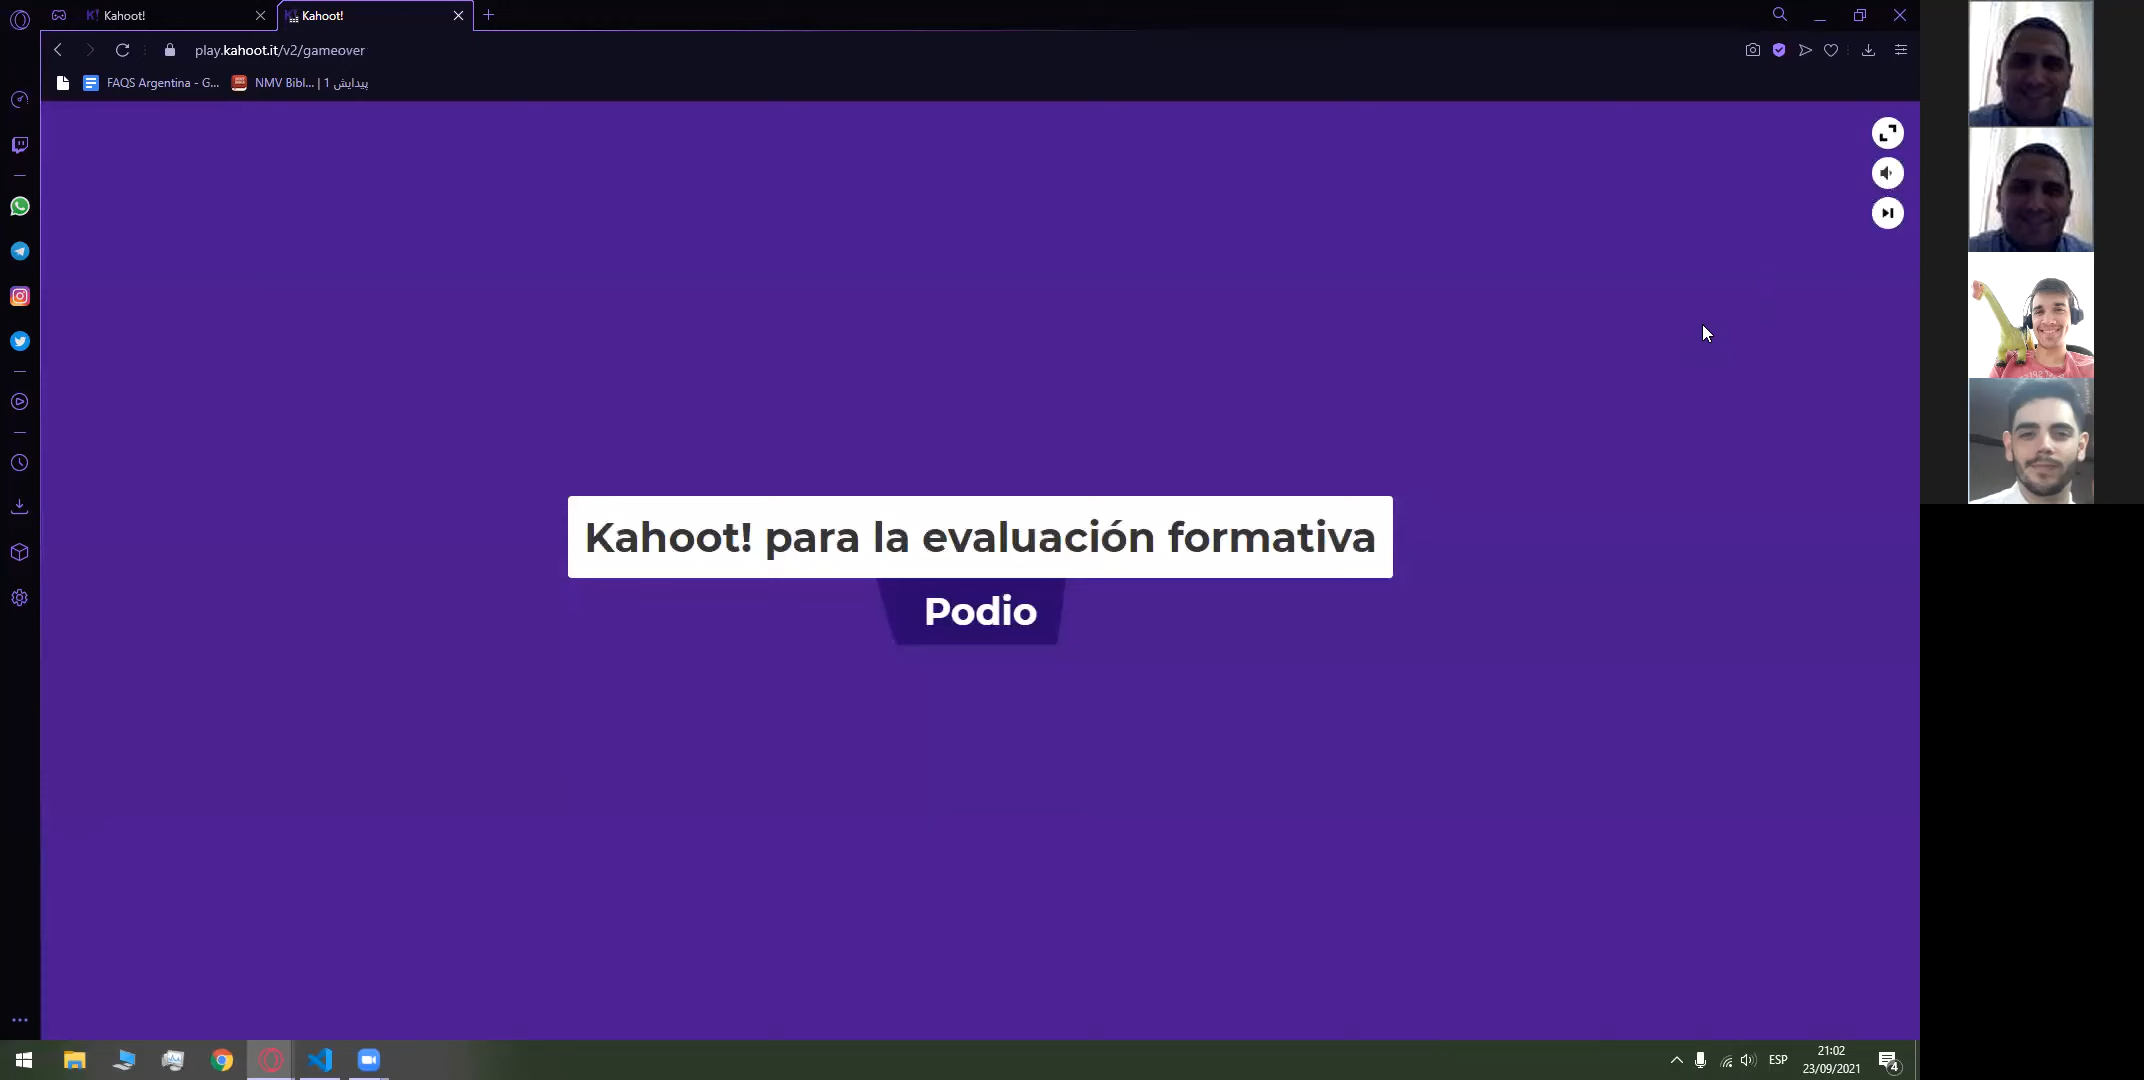 Kahoot!
Kahoot!
play.kahoot.it/v2/gameover
FAQS Argentina - G...
NMV Bibl... | 1 پیدایش
Kahoot! para la evaluación formativa
Podio
ESP
21:02
23/09/2021
4